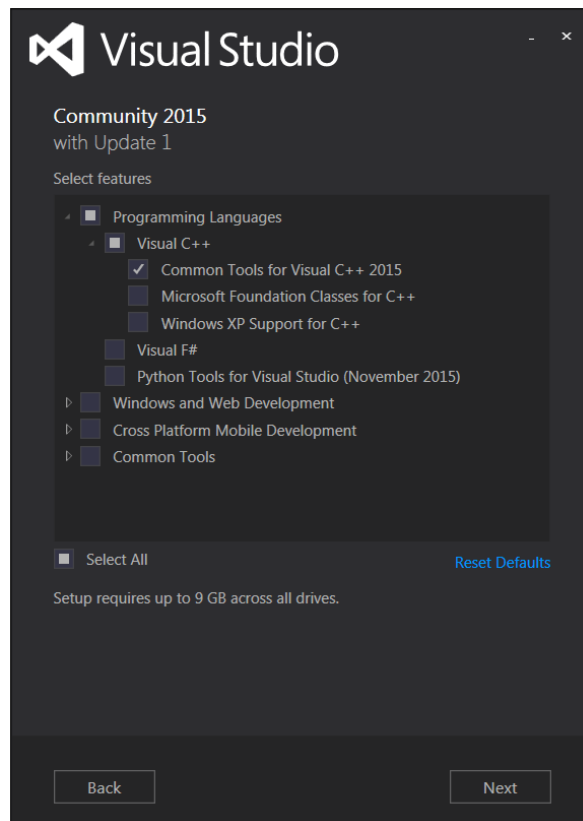 Visual Studio
Community 2015
with Update 1
Select features
Programming Languages
Visual C++
Common Tools for Visual C++ 2015
Microsoft Foundation Classes for C++
Windows XP Support for C++
Visual F#
Python Tools for Visual Studio (November 2015)
Windows and Web Development
Cross Platform Mobile Development
Common Tools
Select All Reset Defaults
Setup requires up to 9 GB across all drives.
Back Next